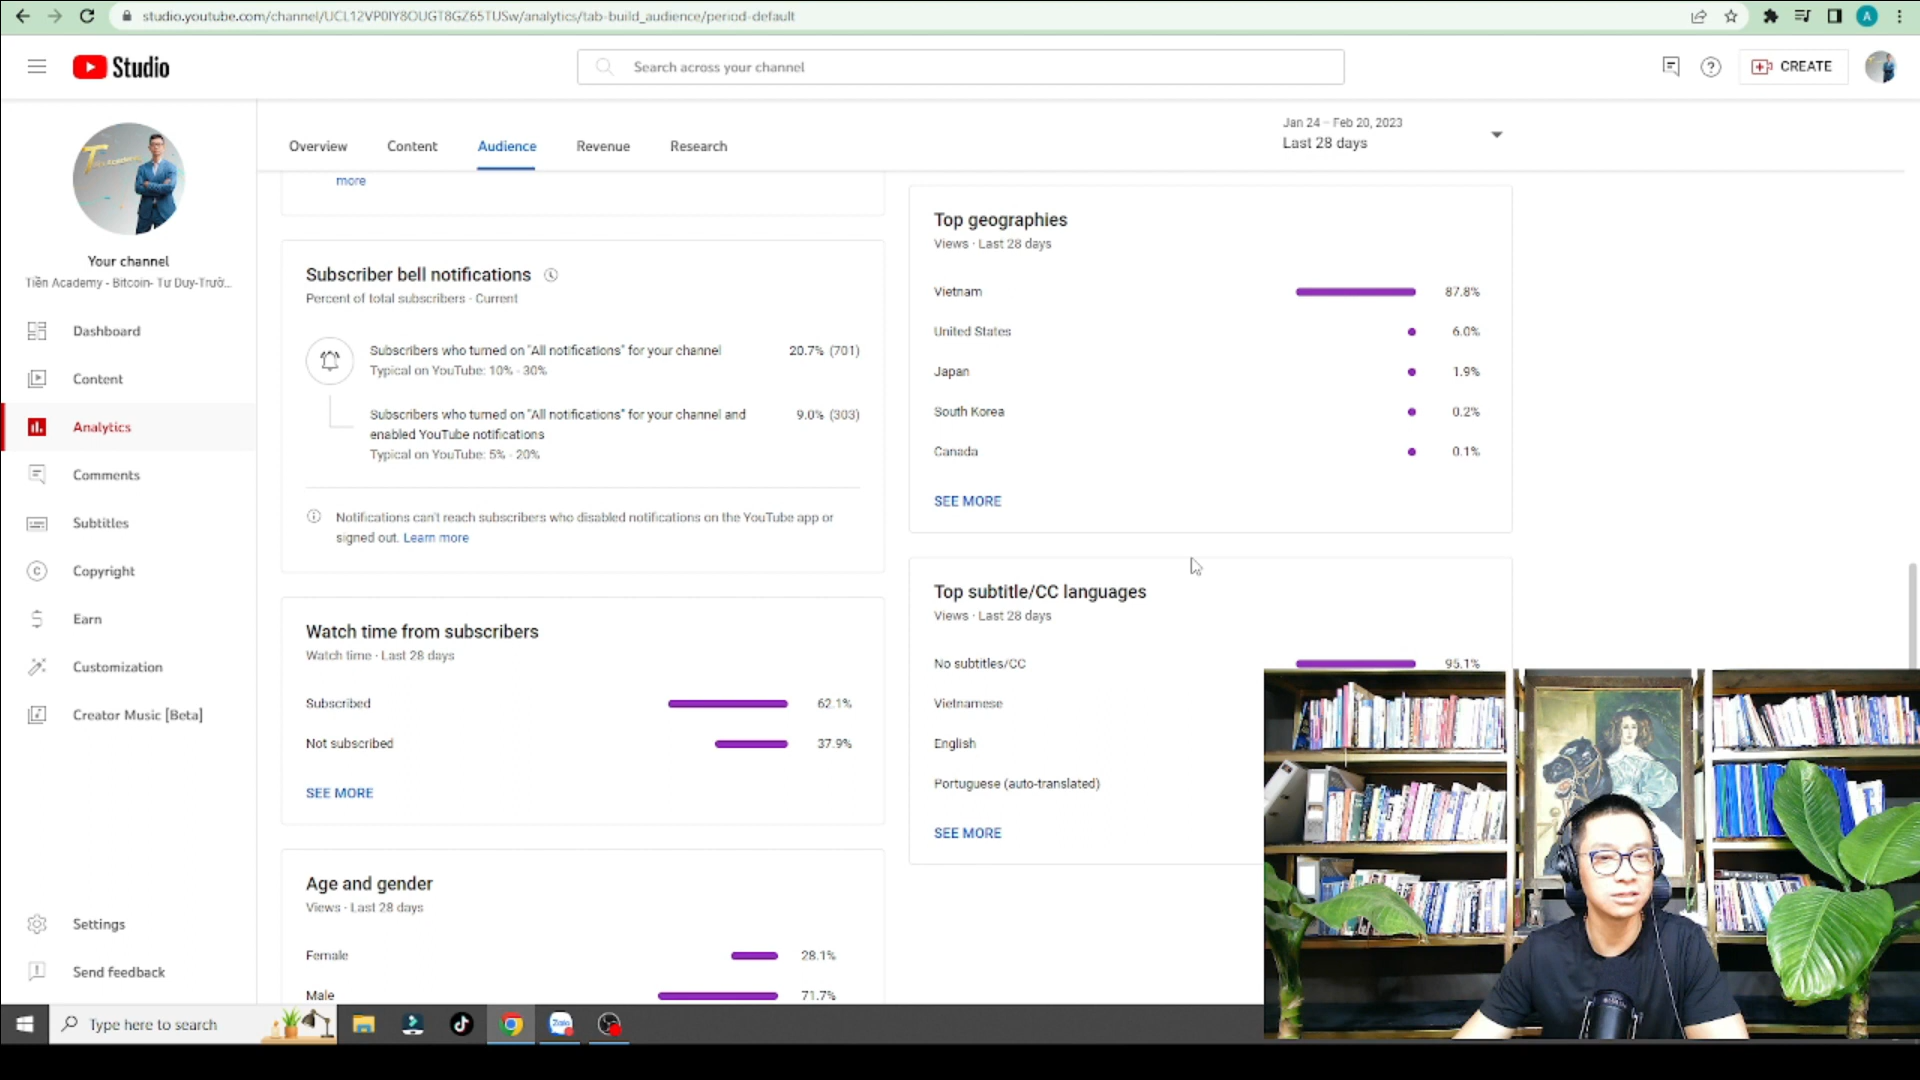 studio.youtube.com/channel/UCL12VP0IY8OUGT8GZ65TUSw/analytics/tab-build_audience/period-default
A
Studio
Search across your channel
CREATE
Your channel
Tiền Academy - Bitcoin- Tư Duy-Trườ...
Dashboard
Content
Analytics
Comments
Subtitles
Copyright
Earn
Customization
Creator Music [Beta]
Settings
Send feedback
Overview
Content
Audience
Revenue
Research
Jan 24 – Feb 20, 2023
Last 28 days
more
Subscriber bell notifications
Percent of total subscribers · Current
Subscribers who turned on "All notifications" for your channel 20.7% (701)
Typical on YouTube: 10% - 30%
Subscribers who turned on "All notifications" for your channel and 9.0% (303)
enabled YouTube notifications
Typical on YouTube: 5% - 20%
Notifications can't reach subscribers who disabled notifications on the YouTube app or
signed out. Learn more
Watch time from subscribers
Watch time · Last 28 days
Subscribed 62.1%
Not subscribed 37.9%
SEE MORE
Age and gender
Views · Last 28 days
Female 28.1%
Male 71.7%
Top geographies
Views · Last 28 days
Vietnam 87.8%
United States 6.0%
Japan 1.9%
South Korea 0.2%
Canada 0.1%
SEE MORE
Top subtitle/CC languages
Views · Last 28 days
No subtitles/CC 95.1%
Vietnamese
English
Portuguese (auto-translated)
SEE MORE
Type here to search
Zalo